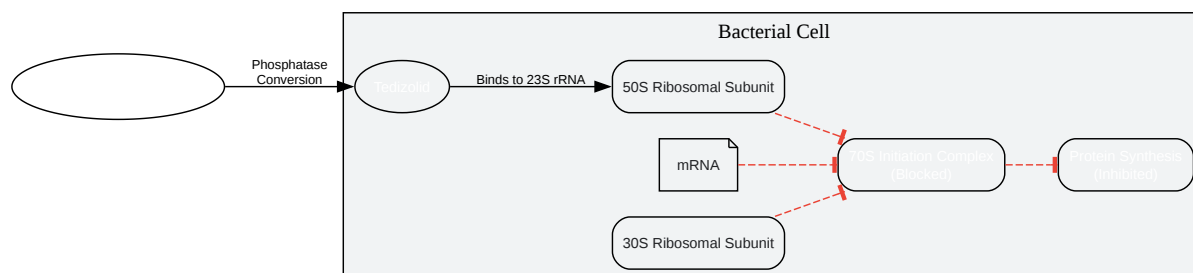 Bacterial Cell
Phosphatase
Conversion
Tedizolid
Binds to 23S rRNA
50S Ribosomal Subunit
mRNA
70S Initiation Complex
(Blocked)
Protein Synthesis
(Inhibited)
30S Ribosomal Subunit